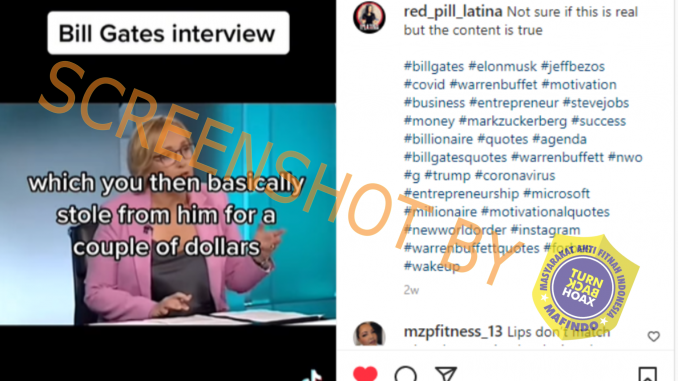 Bill Gates interview
which you then basically
stole from him for a
couple of dollars
red_pill_latina Not sure if this is real
but the content is true
#billgates #elonmusk #jeffbezos
#covid #warrenbuffet #motivation
#business #entrepreneur #stevejobs
#money #markzuckerberg #success
#billionaire #quotes #agenda
#billgatesquotes #warrenbuffett #nwo
#g #trump #coronavirus
#entrepreneurship #microsoft
#millionaire #motivationalquotes
#newworldorder #instagram
#warrenbuffettquotes
#wakeup
2w
mzpfitness_13 Lips don't match
SCREENSHOT BY
MASYARAKAT ANTI FITNAH INDONESIA
TURN
BACK
HOAX
MAFINDO